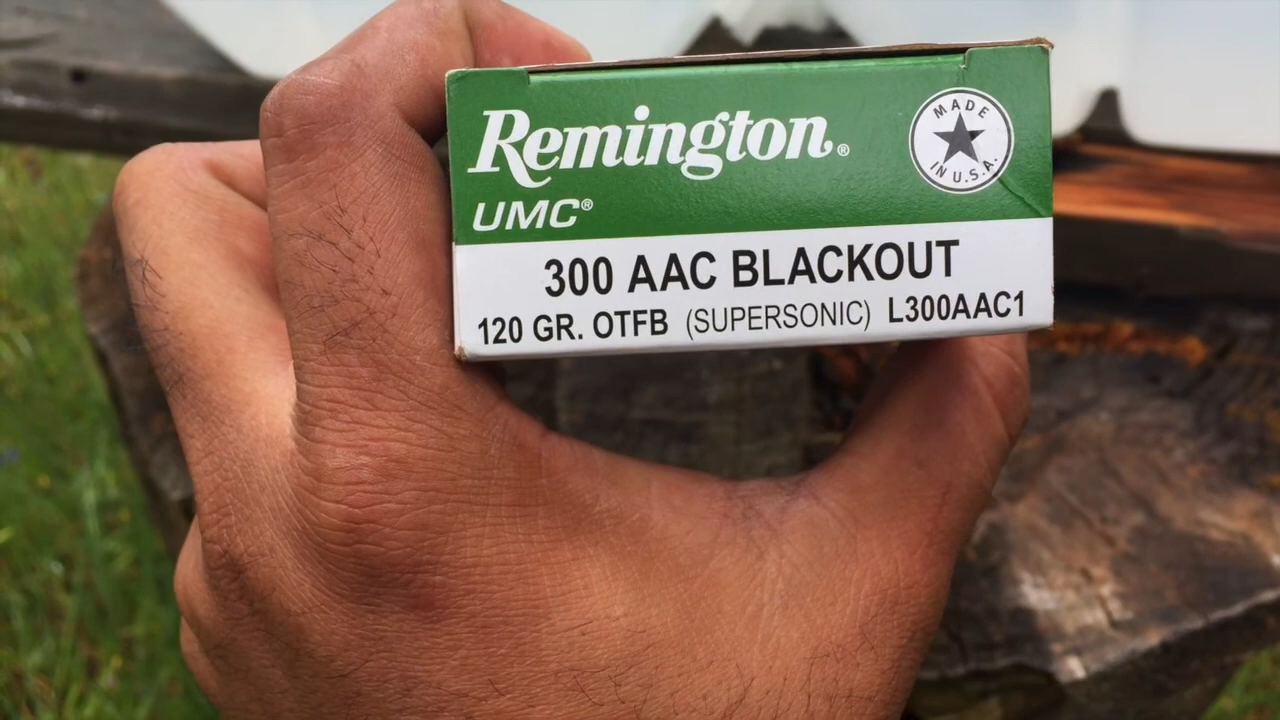 Remington®
MADE
IN U.S.A.
UMC®
300 AAC BLACKOUT
120 GR. OTFB (SUPERSONIC) L300AAC1